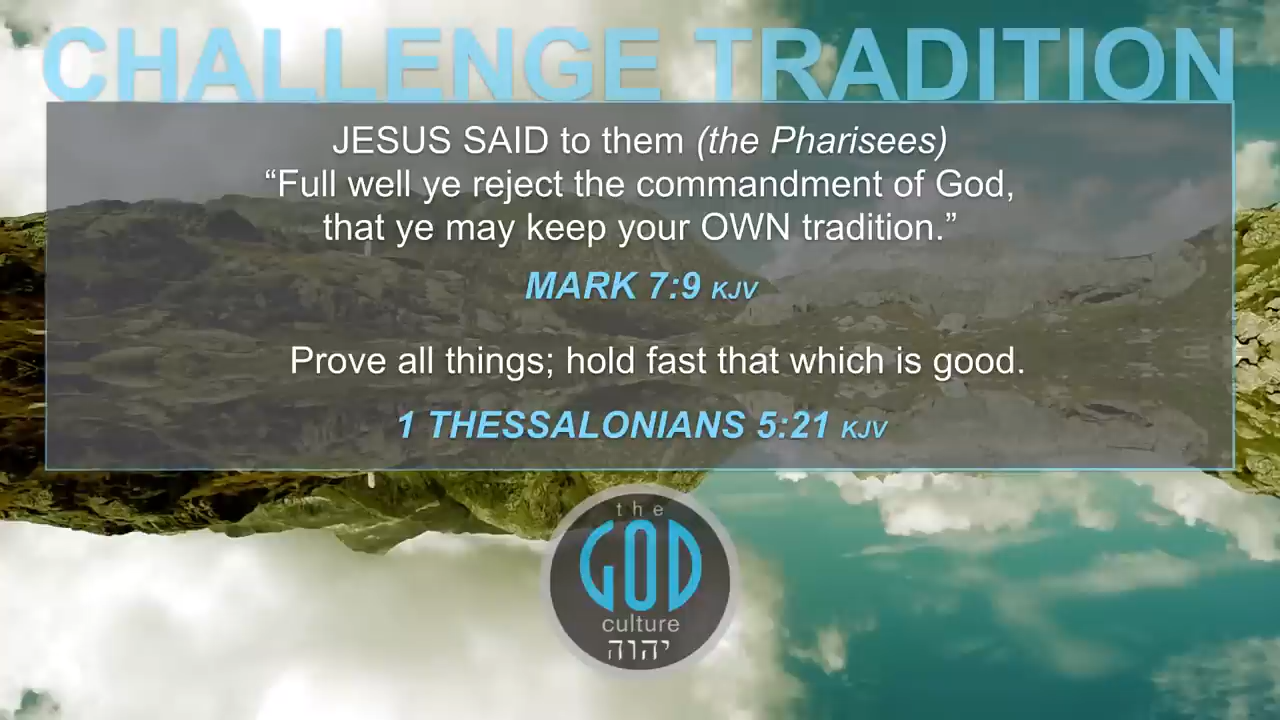 CHALLENGE TRADITION
JESUS SAID to them (the Pharisees)
“Full well ye reject the commandment of God,
that ye may keep your OWN tradition.”
MARK 7:9 KJV
Prove all things; hold fast that which is good.
1 THESSALONIANS 5:21 KJV
the
GOD
culture
יהוה